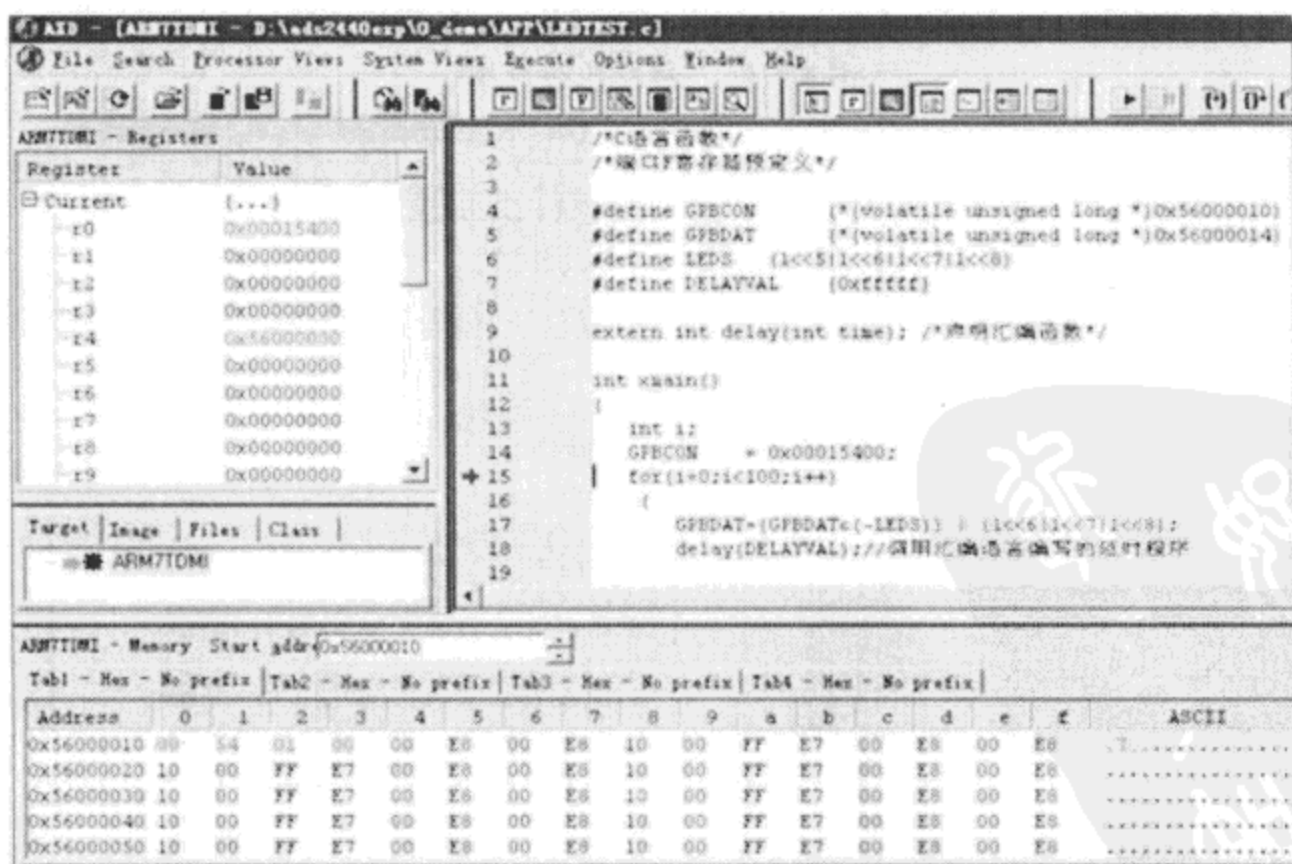 AXD - [ARM7TDMI - D:\ads2440exp\0_demo\APP\LEDTEST.c]
File Search Processor Views System Views Execute Options Window Help
ARM7TDMI - Registers
Register Value
Current {...}
r0 0x00015400
r1 0x00000000
r2 0x00000000
r3 0x00000000
r4 0x56000000
r5 0x00000000
r6 0x00000000
r7 0x00000000
r8 0x00000000
r9 0x00000000
Target Image Files Class
ARM7TDMI
1 /*C语言函数*/
2 /*端口F寄存器预定义*/
3
4 #define GPBCON (*(volatile unsigned long *)0x56000010)
5 #define GPBDAT (*(volatile unsigned long *)0x56000014)
6 #define LEDS (1<<5|1<<6|1<<7|1<<8)
7 #define DELAYVAL (0xfffff)
8
9 extern int delay(int time); /*声明汇编函数*/
10
11 int xmain()
12 {
13 int i;
14 GPBCON = 0x00015400;
15 for(i=0;i<100;i++)
16 {
17 GPBDAT=(GPBDAT&(~LEDS)) | (1<<6|1<<7|1<<8);
18 delay(DELAYVAL);//调用汇编语言编写的延时程序
19
ARM7TDMI - Memory Start addre 0x56000010
Tab1 - Hex - No prefix Tab2 - Hex - No prefix Tab3 - Hex - No prefix Tab4 - Hex - No prefix
Address 0 1 2 3 4 5 6 7 8 9 a b c d e f ASCII
0x56000010 00 54 01 00 00 E8 00 E8 10 00 FF E7 00 E8 00 E8 .T..............
0x56000020 10 00 FF E7 00 E8 00 E8 10 00 FF E7 00 E8 00 E8 ................
0x56000030 10 00 FF E7 00 E8 00 E8 10 00 FF E7 00 E8 00 E8 ................
0x56000040 10 00 FF E7 00 E8 00 E8 10 00 FF E7 00 E8 00 E8 ................
0x56000050 10 00 FF E7 00 E8 00 E8 10 00 FF E7 00 E8 00 E8 ................